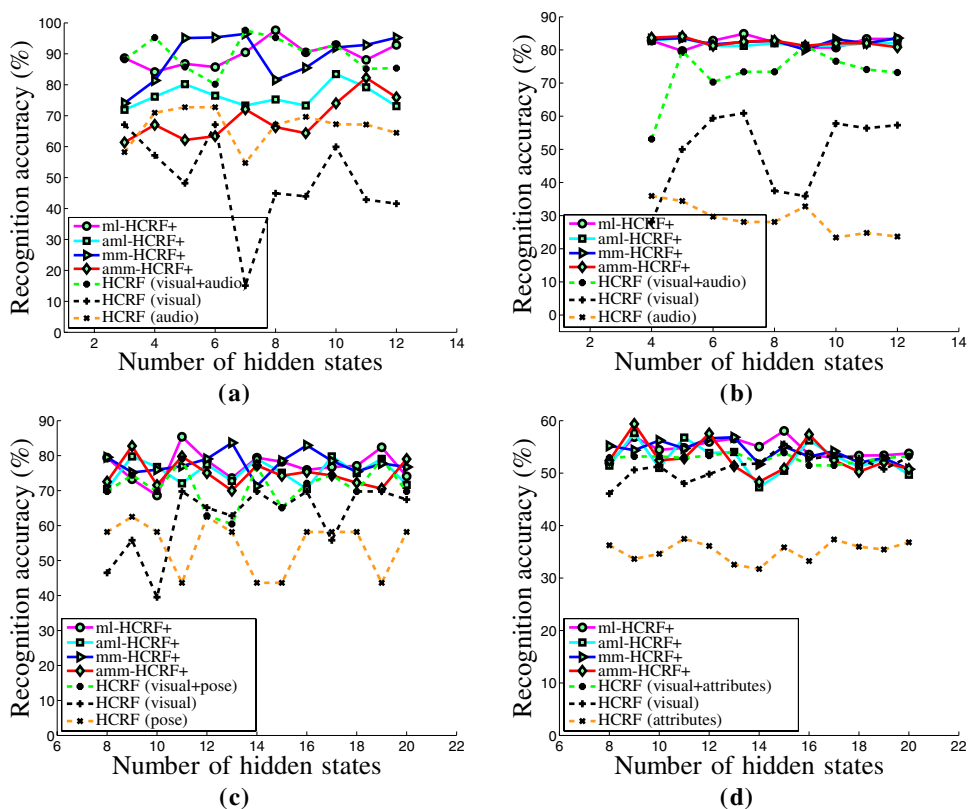 Recognition accuracy (%)
100
90
80
70
60
50
40
30
20
10
0
ml-HCRF+
aml-HCRF+
mm-HCRF+
amm-HCRF+
HCRF (visual+audio)
HCRF (visual)
HCRF (audio)
2 4 6 8 10 12 14
Number of hidden states
(a)
Recognition accuracy (%)
90
80
70
60
50
40
30
20
10
0
ml-HCRF+
aml-HCRF+
mm-HCRF+
amm-HCRF+
HCRF (visual+audio)
HCRF (visual)
HCRF (audio)
2 4 6 8 10 12 14
Number of hidden states
(b)
Recognition accuracy (%)
90
80
70
60
50
40
30
20
10
0
ml-HCRF+
aml-HCRF+
mm-HCRF+
amm-HCRF+
HCRF (visual+pose)
HCRF (visual)
HCRF (pose)
6 8 10 12 14 16 18 20 22
Number of hidden states
(c)
Recognition accuracy (%)
60
50
40
30
20
10
0
ml-HCRF+
aml-HCRF+
mm-HCRF+
amm-HCRF+
HCRF (visual+attributes)
HCRF (visual)
HCRF (attributes)
6 8 10 12 14 16 18 20 22
Number of hidden states
(d)